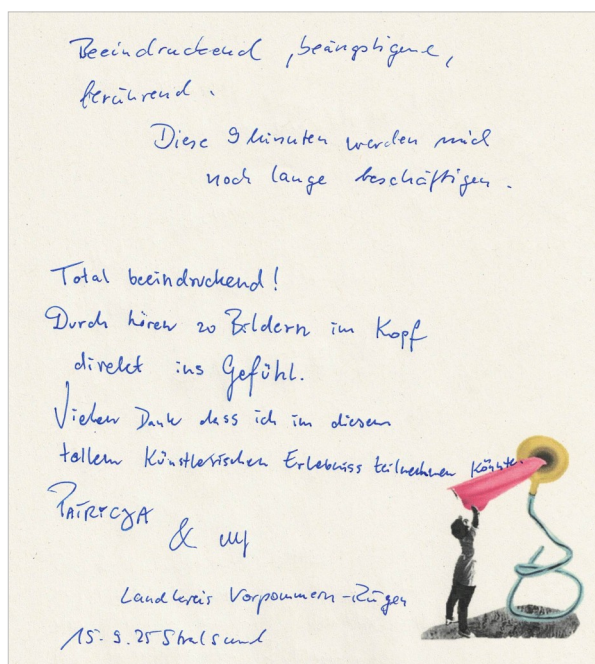 Beeindruckend, beängstigend,
berührend.
Diese 9 Minuten werden mich
noch lange beschäftigen.
Total beeindruckend!
Durch hören zu Bildern im Kopf
direkt ins Gefühl.
Vielen Dank dass ich im diesem
tollem Künstlerischen Erlebniss teilnehmen könnte.
PATRYCJA
&
Landkreis Vorpommern-Rügen
15.9.25 Stralsund